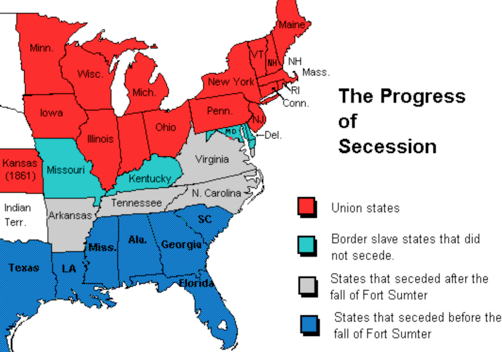 Maine
Minn.
VT
NH
NH
Mass.
Wisc.
Mich.
New York
RI
Conn.
Iowa
Penn.
NJ
Illinois
Ohio
MD
Del.
Kansas
(1861)
Missouri
Kentucky
Virginia
Indian
Terr.
Arkansas
Tennessee
N. Carolina
SC
Miss.
Ala.
Georgia
Texas
LA
Florida
The Progress
of
Secession
Union states
Border slave states that did
not secede.
States that seceded after the
fall of Fort Sumter
States that seceded before the
fall of Fort Sumter